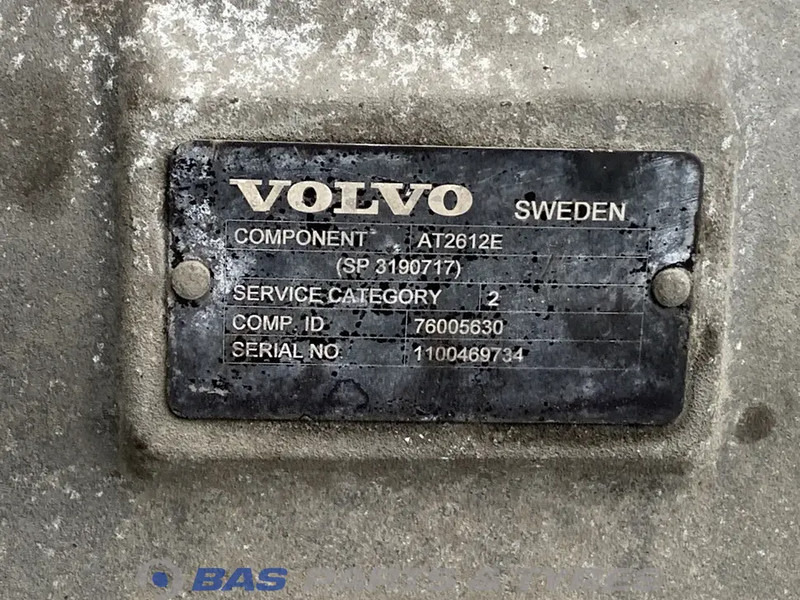 VOLVO SWEDEN
COMPONENT AT2612E
(SP 3190717)
SERVICE CATEGORY 2
COMP. ID 76005630
SERIAL NO 1100469734
BAS